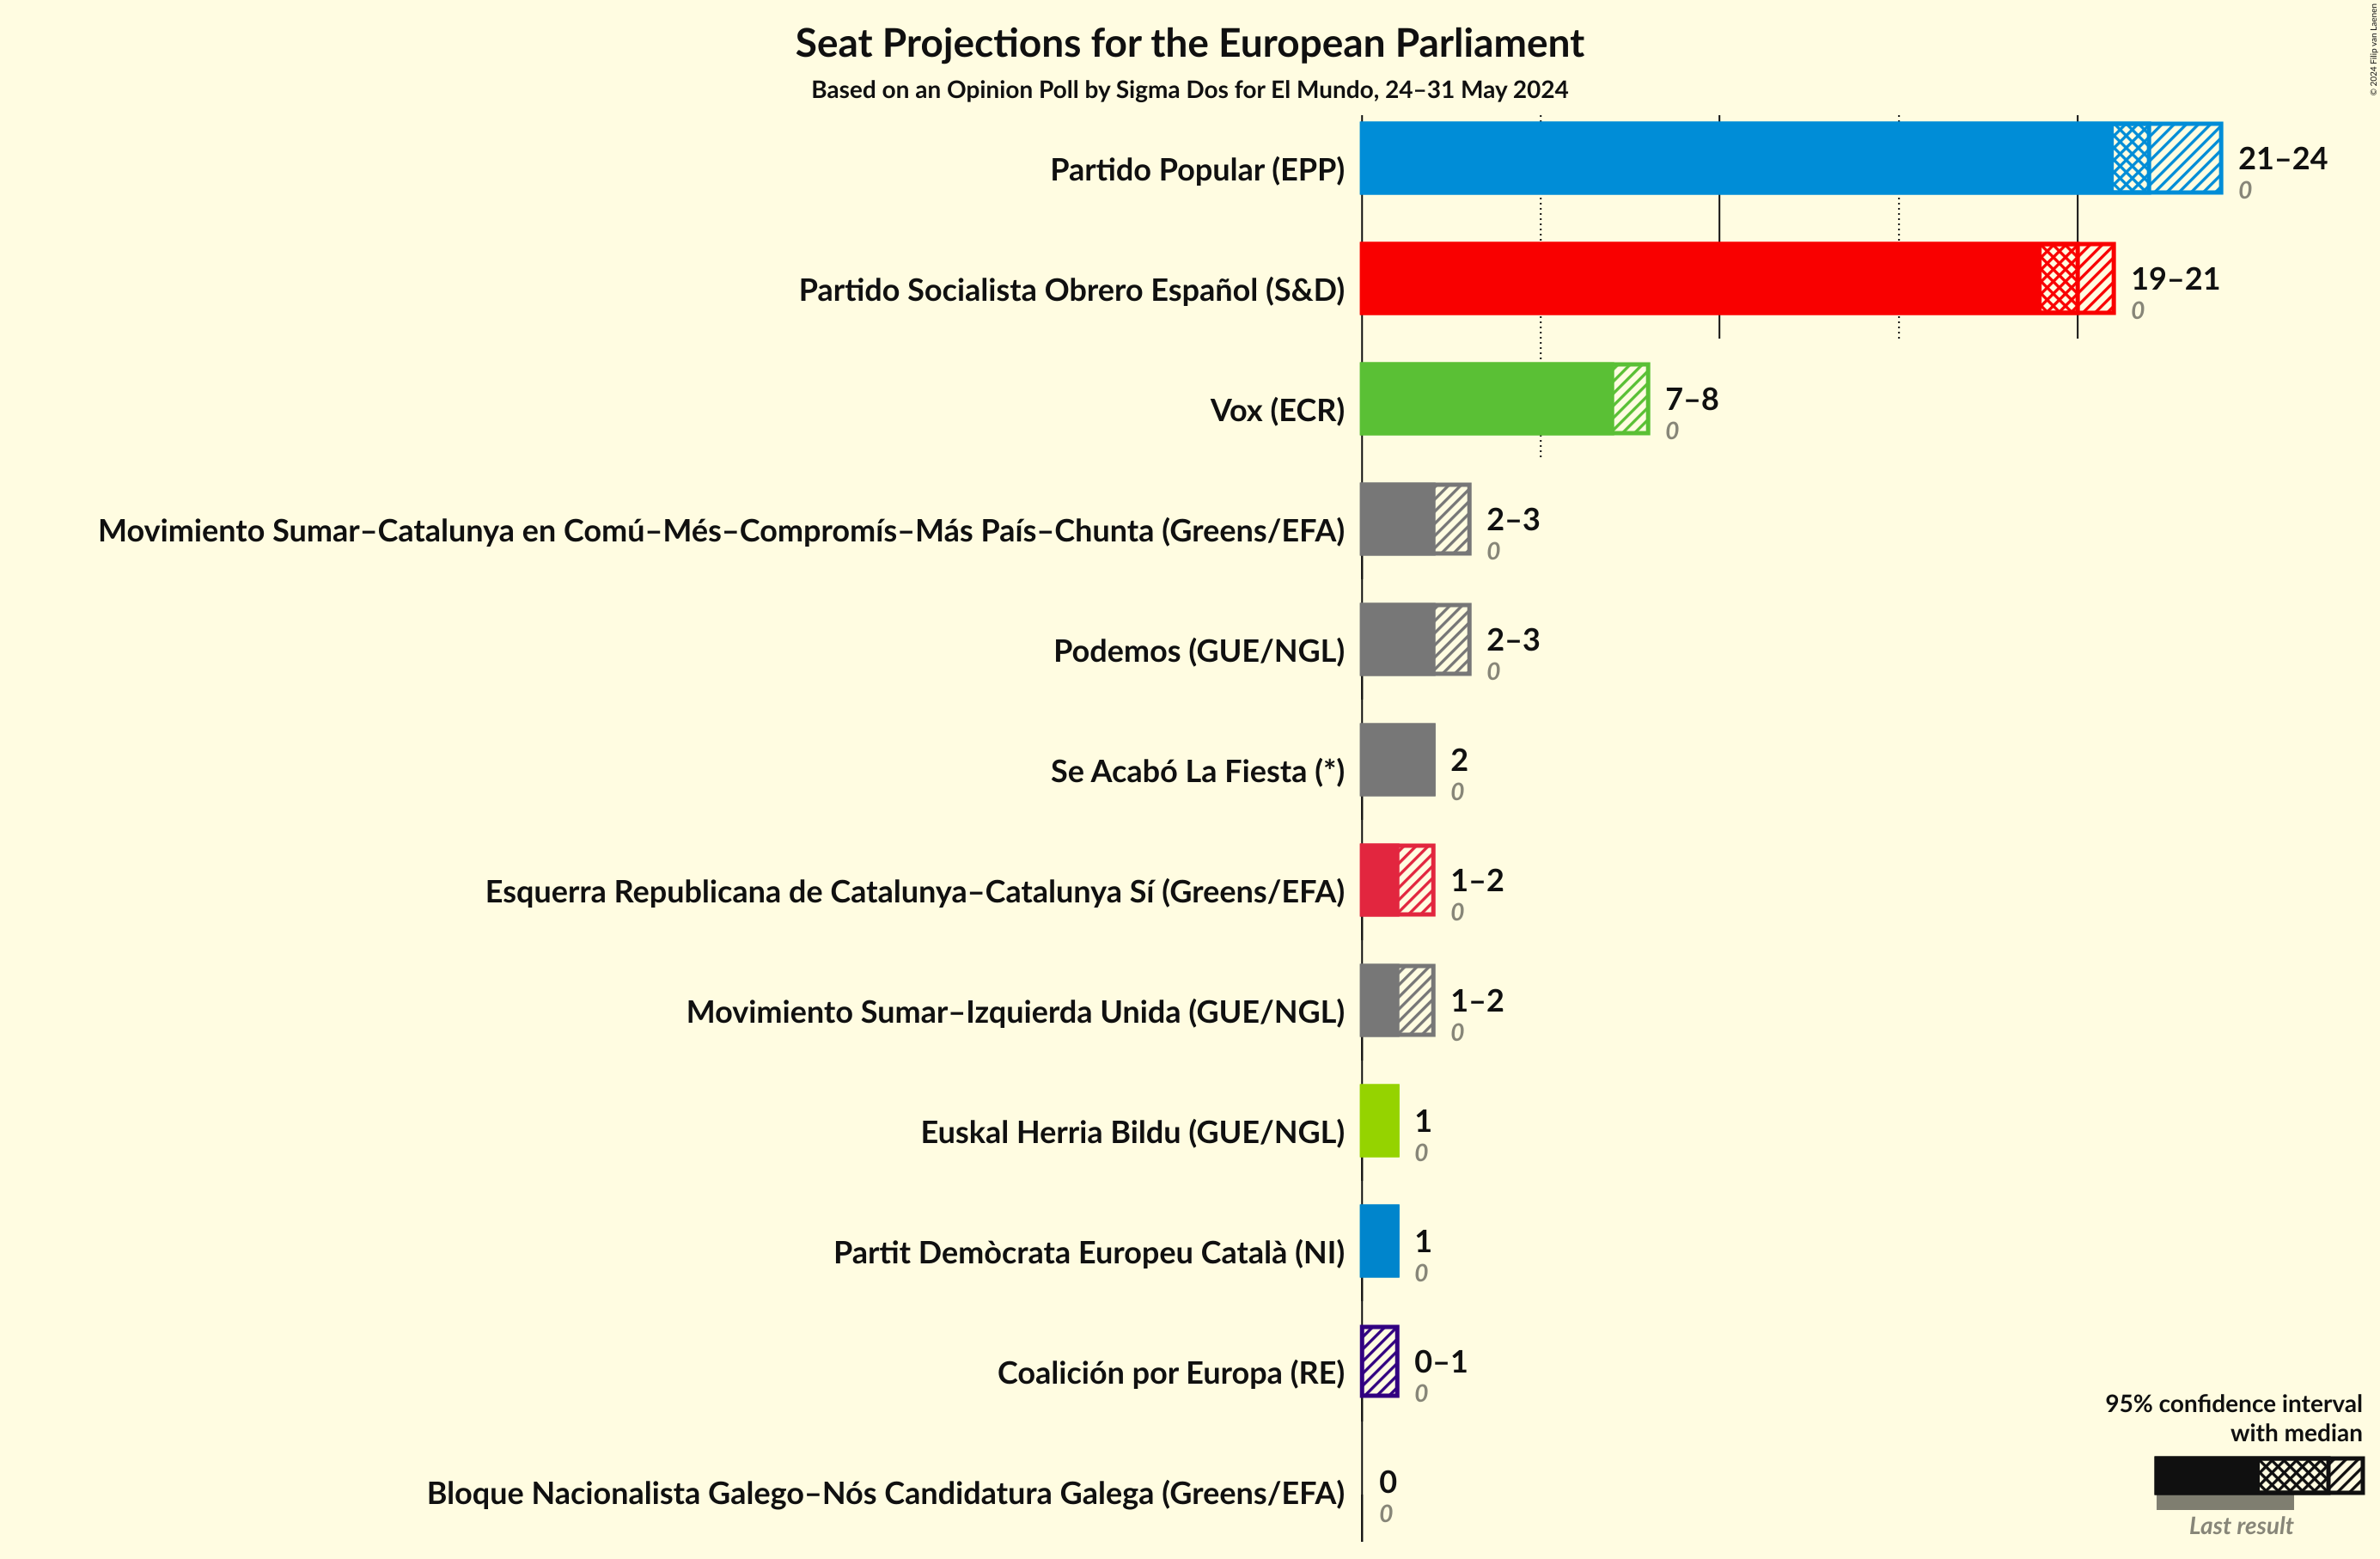 Seat Projections for the European Parliament
Based on an Opinion Poll by Sigma Dos for El Mundo, 24–31 May 2024
© 2024 Filip van Laenen
Partido Popular (EPP)
21–24
0
Partido Socialista Obrero Español (S&D)
19–21
0
Vox (ECR)
7–8
0
Movimiento Sumar–Catalunya en Comú–Més–Compromís–Más País–Chunta (Greens/EFA)
2–3
0
Podemos (GUE/NGL)
2–3
0
Se Acabó La Fiesta (*)
2
0
Esquerra Republicana de Catalunya–Catalunya Sí (Greens/EFA)
1–2
0
Movimiento Sumar–Izquierda Unida (GUE/NGL)
1–2
0
Euskal Herria Bildu (GUE/NGL)
1
0
Partit Demòcrata Europeu Català (NI)
1
0
Coalición por Europa (RE)
0–1
0
Bloque Nacionalista Galego–Nós Candidatura Galega (Greens/EFA)
0
0
95% confidence interval
with median
Last result